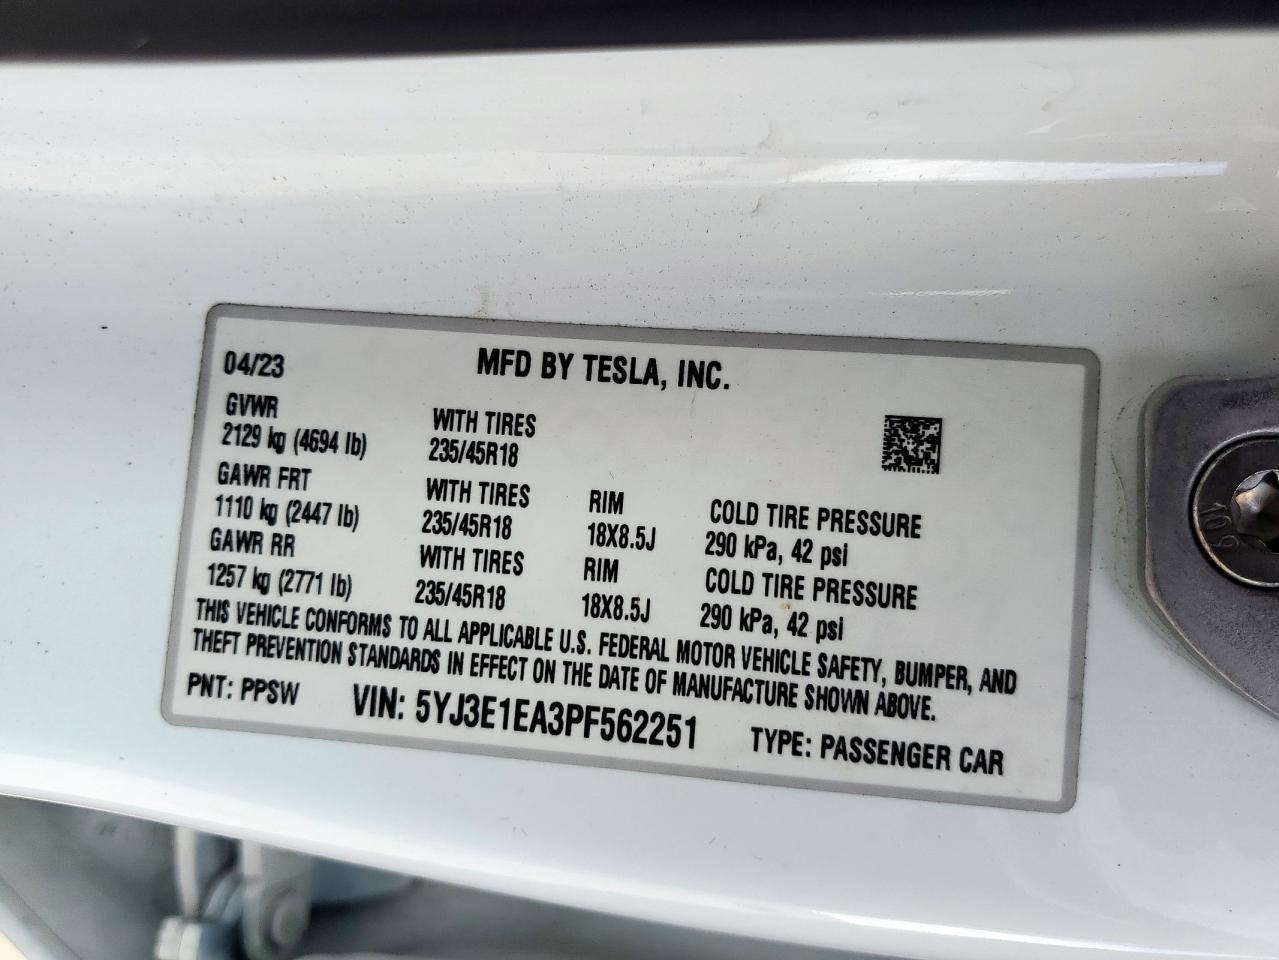 04/23 MFD BY TESLA, INC.
GVWR
2129 kg (4694 lb)
WITH TIRES
235/45R18
GAWR FRT
1110 kg (2447 lb)
WITH TIRES
235/45R18
RIM
18X8.5J
COLD TIRE PRESSURE
290 kPa, 42 psi
GAWR RR
1257 kg (2771 lb)
WITH TIRES
235/45R18
RIM
18X8.5J
COLD TIRE PRESSURE
290 kPa, 42 psi
THIS VEHICLE CONFORMS TO ALL APPLICABLE U.S. FEDERAL MOTOR VEHICLE SAFETY, BUMPER, AND
THEFT PREVENTION STANDARDS IN EFFECT ON THE DATE OF MANUFACTURE SHOWN ABOVE.
PNT: PPSW VIN: 5YJ3E1EA3PF562251 TYPE: PASSENGER CAR
10.9